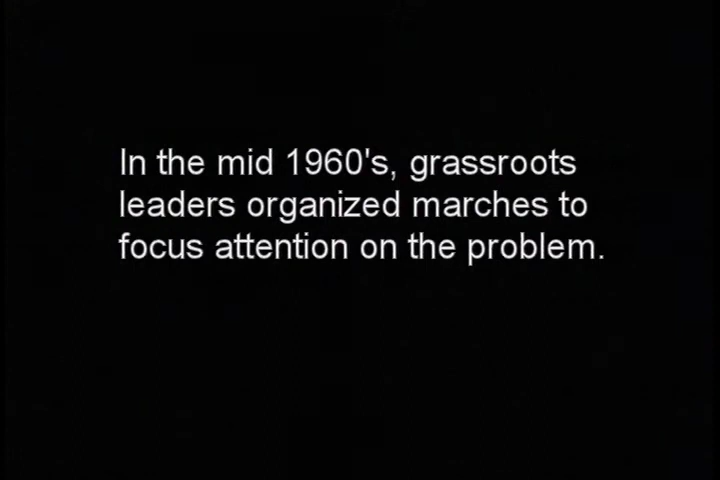 In the mid 1960's, grassroots
leaders organized marches to
focus attention on the problem.